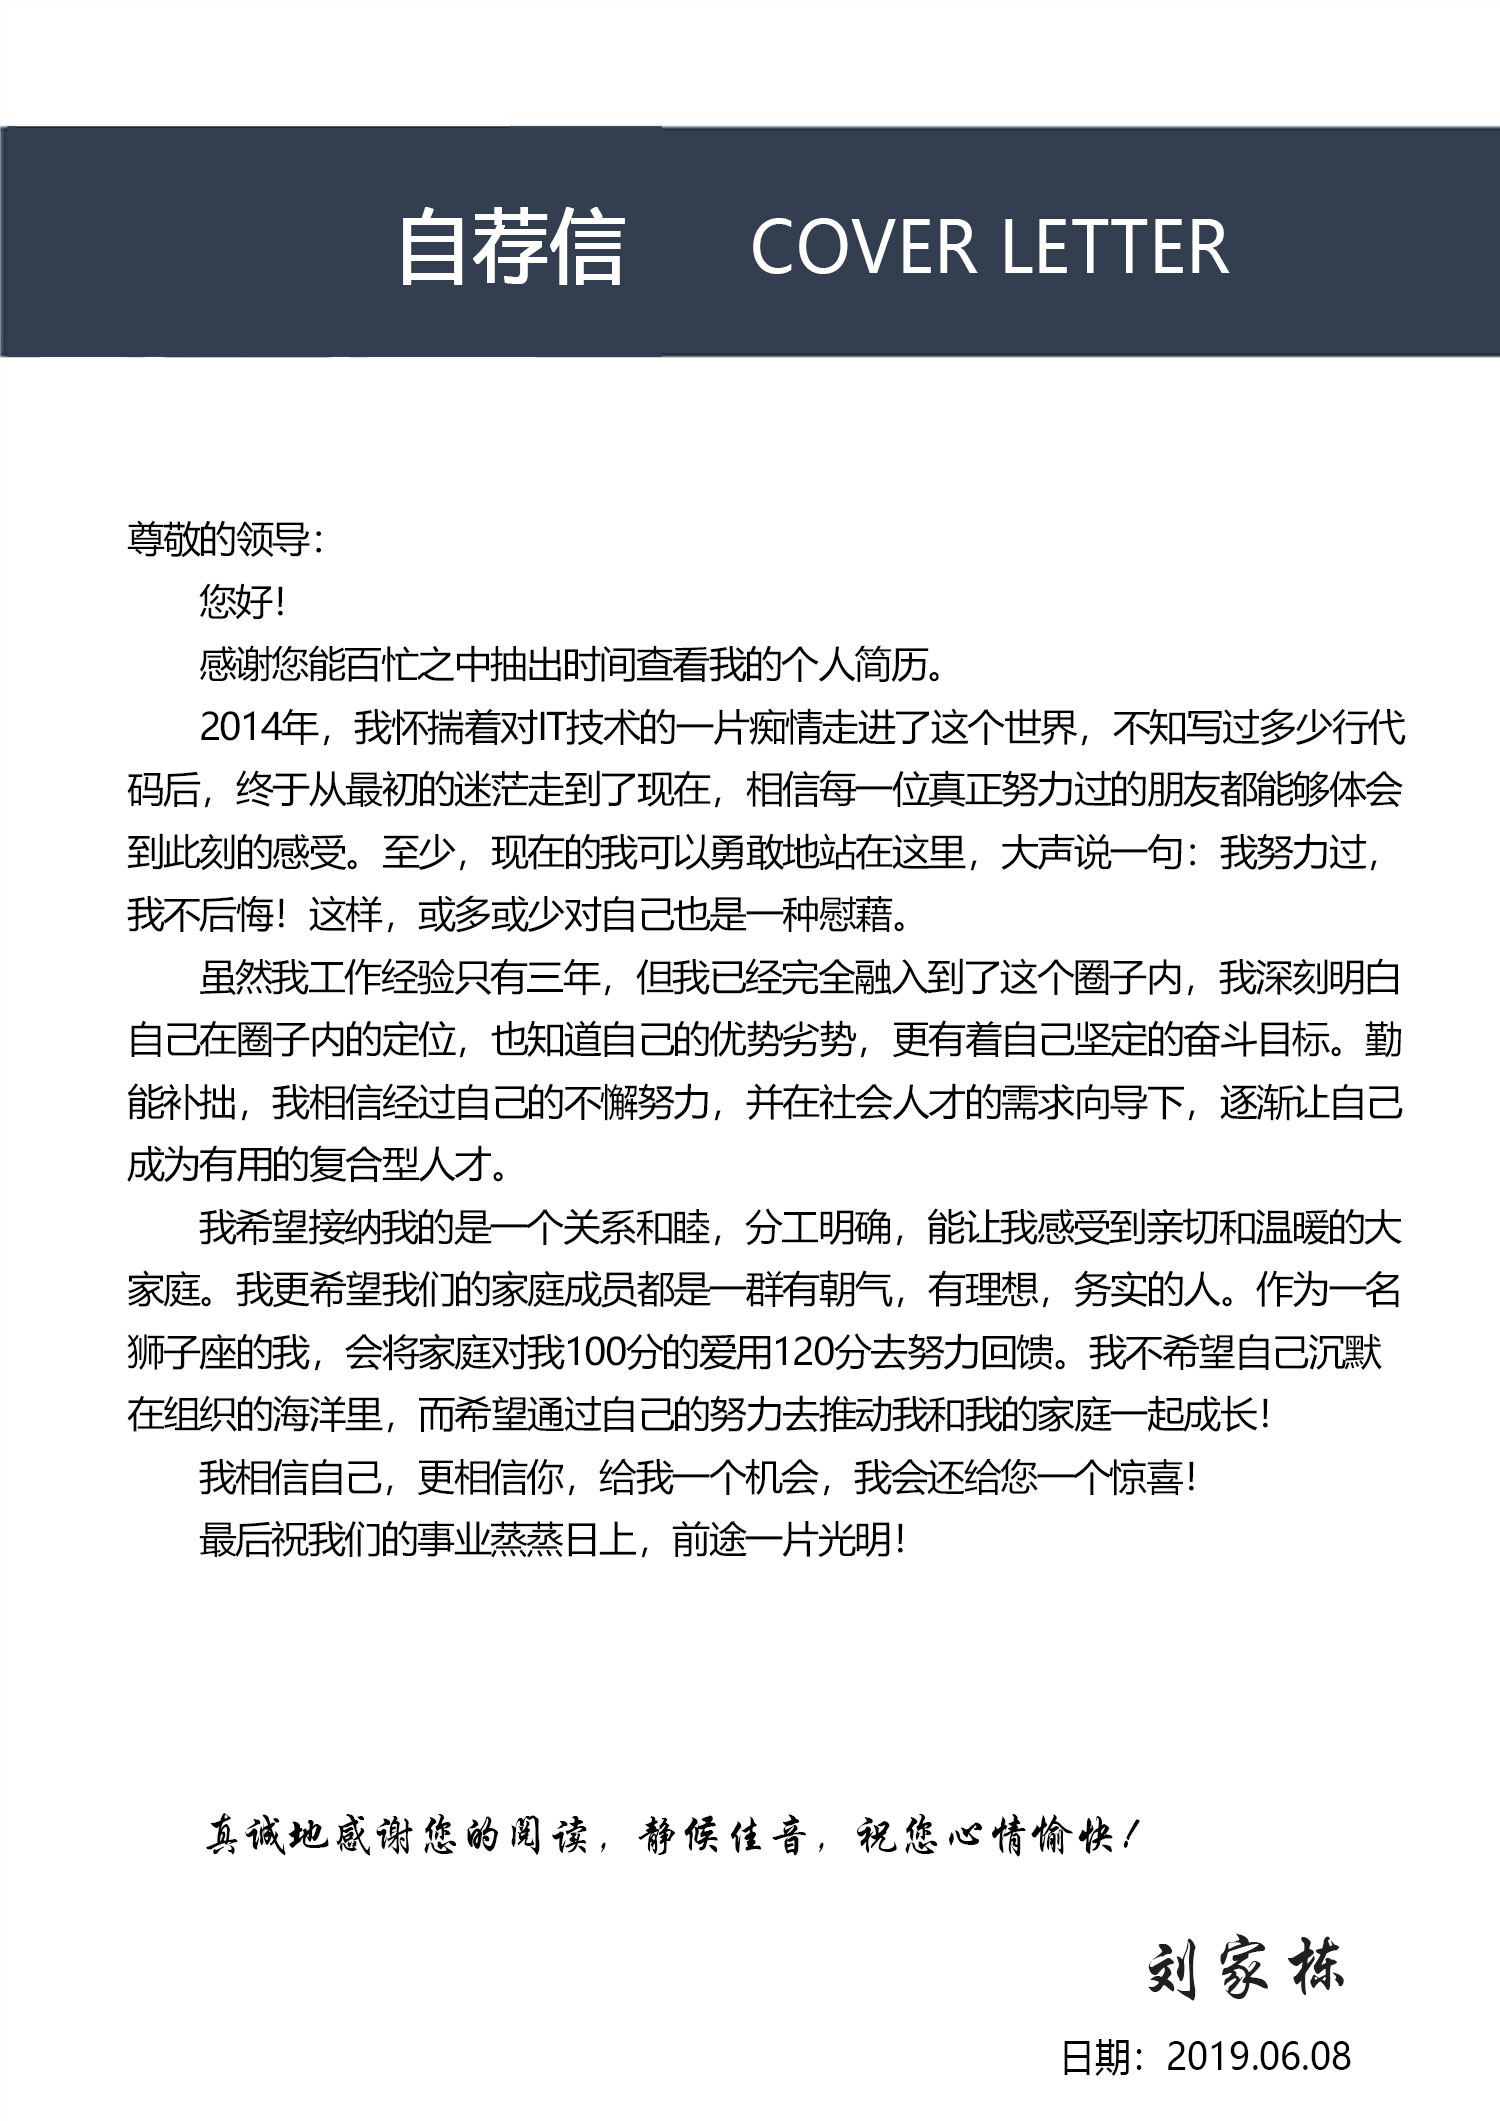 自荐信 COVER LETTER
尊敬的领导：
您好！
感谢您能百忙之中抽出时间查看我的个人简历。
2014年，我怀揣着对IT技术的一片痴情走进了这个世界，不知写过多少行代
码后，终于从最初的迷茫走到了现在，相信每一位真正努力过的朋友都能够体会
到此刻的感受。至少，现在的我可以勇敢地站在这里，大声说一句：我努力过，
我不后悔！这样，或多或少对自己也是一种慰藉。
虽然我工作经验只有三年，但我已经完全融入到了这个圈子内，我深刻明白
自己在圈子内的定位，也知道自己的优势劣势，更有着自己坚定的奋斗目标。勤
能补拙，我相信经过自己的不懈努力，并在社会人才的需求向导下，逐渐让自己
成为有用的复合型人才。
我希望接纳我的是一个关系和睦，分工明确，能让我感受到亲切和温暖的大
家庭。我更希望我们的家庭成员都是一群有朝气，有理想，务实的人。作为一名
狮子座的我，会将家庭对我100分的爱用120分去努力回馈。我不希望自己沉默
在组织的海洋里，而希望通过自己的努力去推动我和我的家庭一起成长！
我相信自己，更相信你，给我一个机会，我会还给您一个惊喜！
最后祝我们的事业蒸蒸日上，前途一片光明！
真诚地感谢您的阅读，静候佳音，祝您心情愉快！
刘家栋
日期：2019.06.08